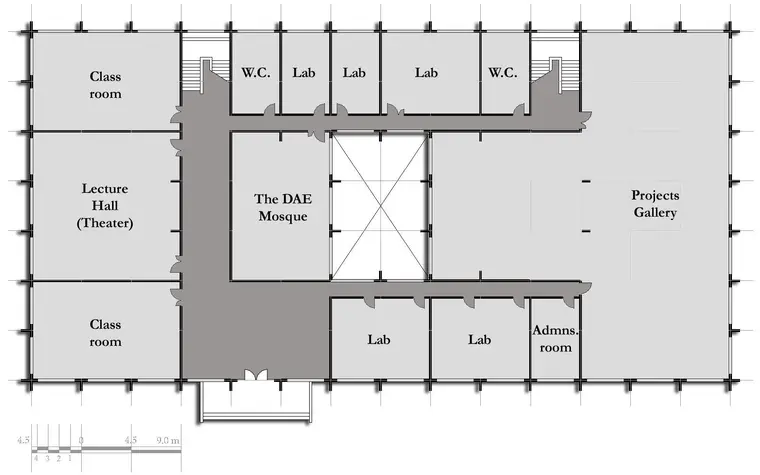 Class
room
W.C.
Lab
Lab
Lab
W.C.
Lecture
Hall
(Theater)
The DAE
Mosque
Projects
Gallery
Class
room
Lab
Lab
Admns.
room
4.5 0 4.5 9.0 m
4 3 2 1